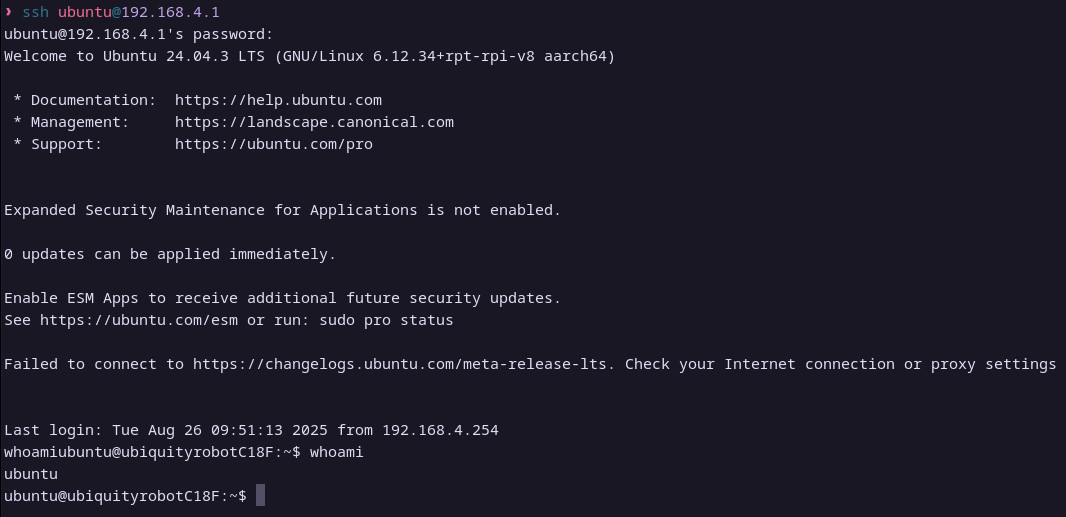 › ssh ubuntu@192.168.4.1
ubuntu@192.168.4.1's password:
Welcome to Ubuntu 24.04.3 LTS (GNU/Linux 6.12.34+rpt-rpi-v8 aarch64)
* Documentation:  https://help.ubuntu.com
* Management:     https://landscape.canonical.com
* Support:        https://ubuntu.com/pro
Expanded Security Maintenance for Applications is not enabled.
0 updates can be applied immediately.
Enable ESM Apps to receive additional future security updates.
See https://ubuntu.com/esm or run: sudo pro status
Failed to connect to https://changelogs.ubuntu.com/meta-release-lts. Check your Internet connection or proxy settings
Last login: Tue Aug 26 09:51:13 2025 from 192.168.4.254
whoamiubuntu@ubiquityrobotC18F:~$ whoami
ubuntu
ubuntu@ubiquityrobotC18F:~$